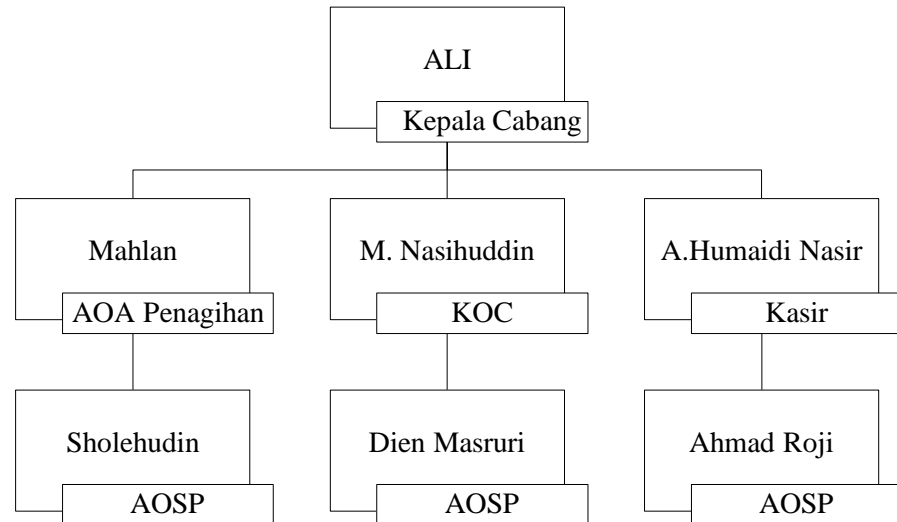 ALI
Kepala Cabang
Mahlan
AOA Penagihan
M. Nasihuddin
KOC
A.Humaidi Nasir
Kasir
Sholehudin
AOSP
Dien Masruri
AOSP
Ahmad Roji
AOSP